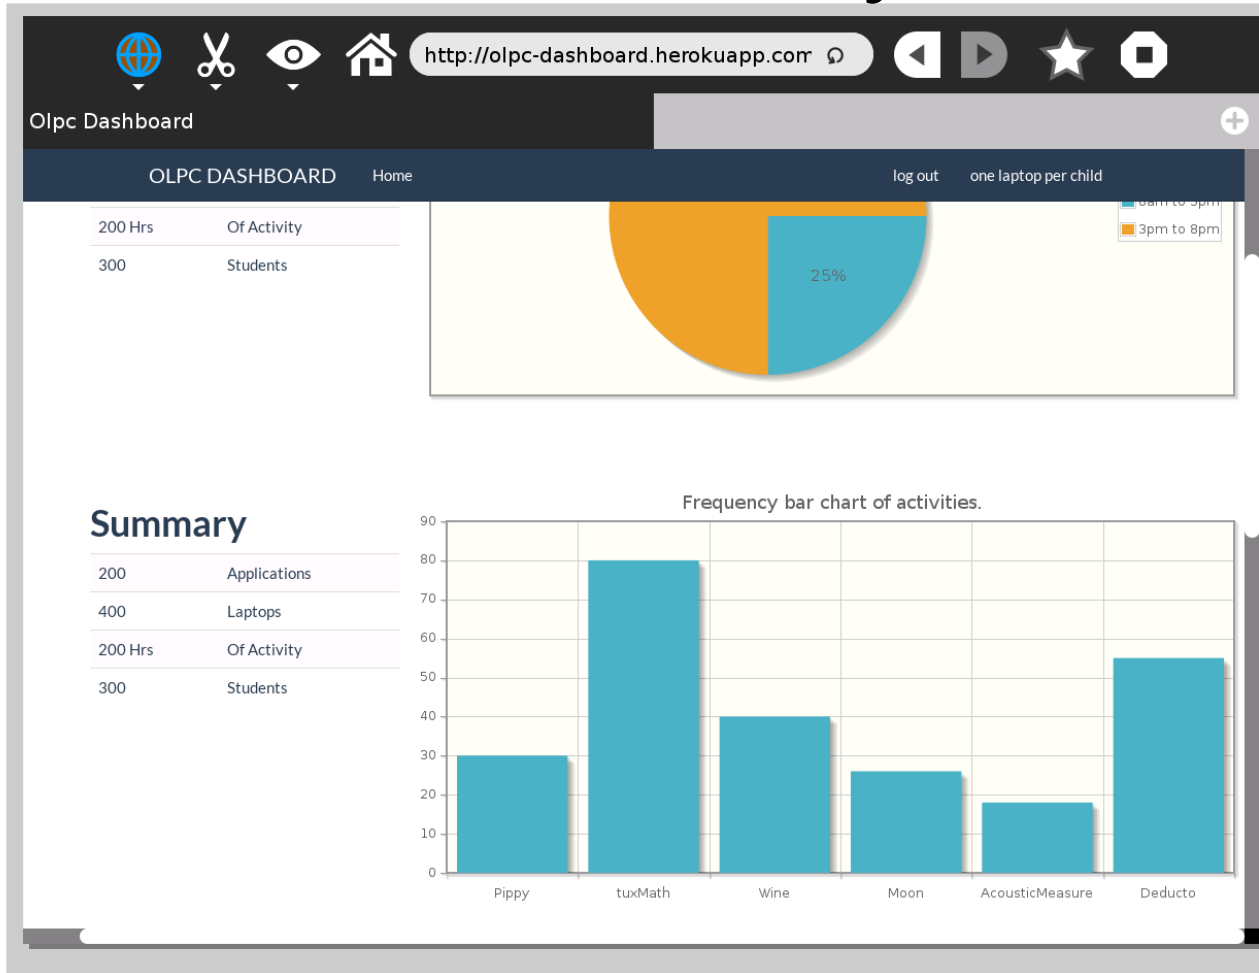 http://olpc-dashboard.herokuapp.com
Olpc Dashboard
OLPC DASHBOARD Home log out one laptop per child
200 Hrs Of Activity
300 Students
3pm to 8pm
25%
Summary
200 Applications
400 Laptops
200 Hrs Of Activity
300 Students
Frequency bar chart of activities.
90
80
70
60
50
40
30
20
10
0
Pippy tuxMath Wine Moon AcousticMeasure Deducto